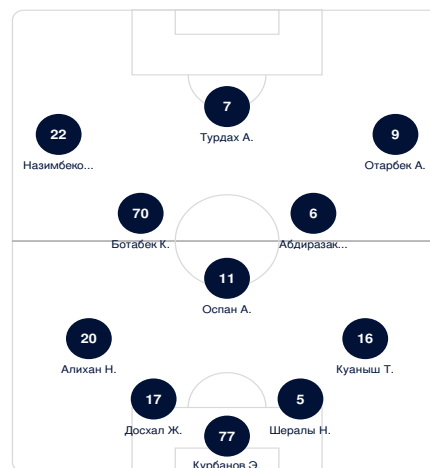 7
Турдах А.
22
9
Назимбеко...
Отарбек А.
70
6
Ботабек К.
Абдиразак...
11
Оспан А.
20
16
Алихан Н.
Куаныш Т.
17
5
Досхал Ж.
Шералы Н.
77
Курбанов Э.